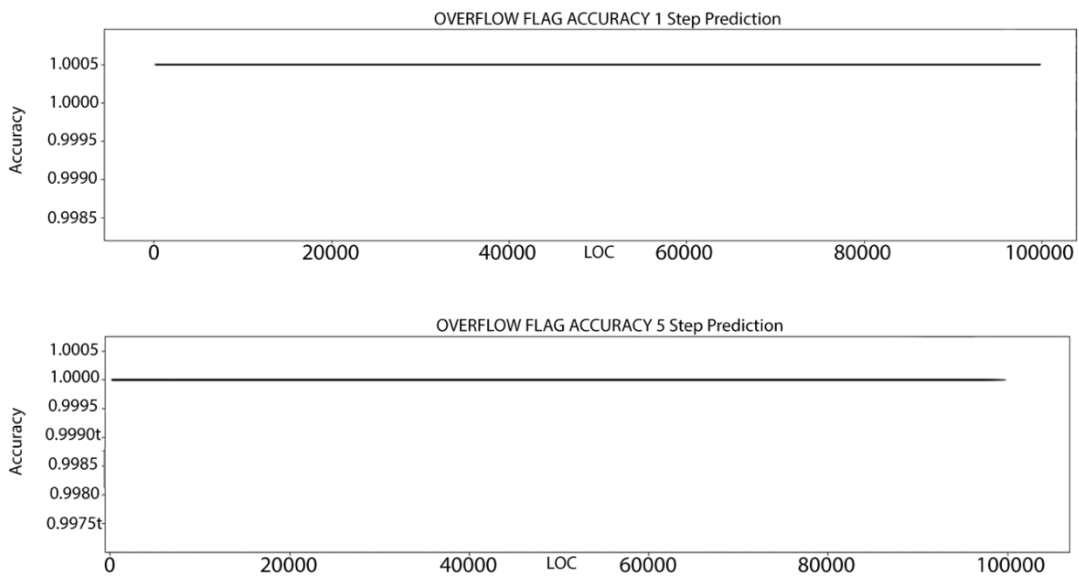 OVERFLOW FLAG ACCURACY 1 Step Prediction
Accuracy
1.0005
1.0000
0.9995
0.9990
0.9985
0 20000 40000 LOC 60000 80000 100000
OVERFLOW FLAG ACCURACY 5 Step Prediction
Accuracy
1.0005
1.0000
0.9995
0.9990t
0.9985
0.9980
0.9975t
0 20000 40000 LOC 60000 80000 100000